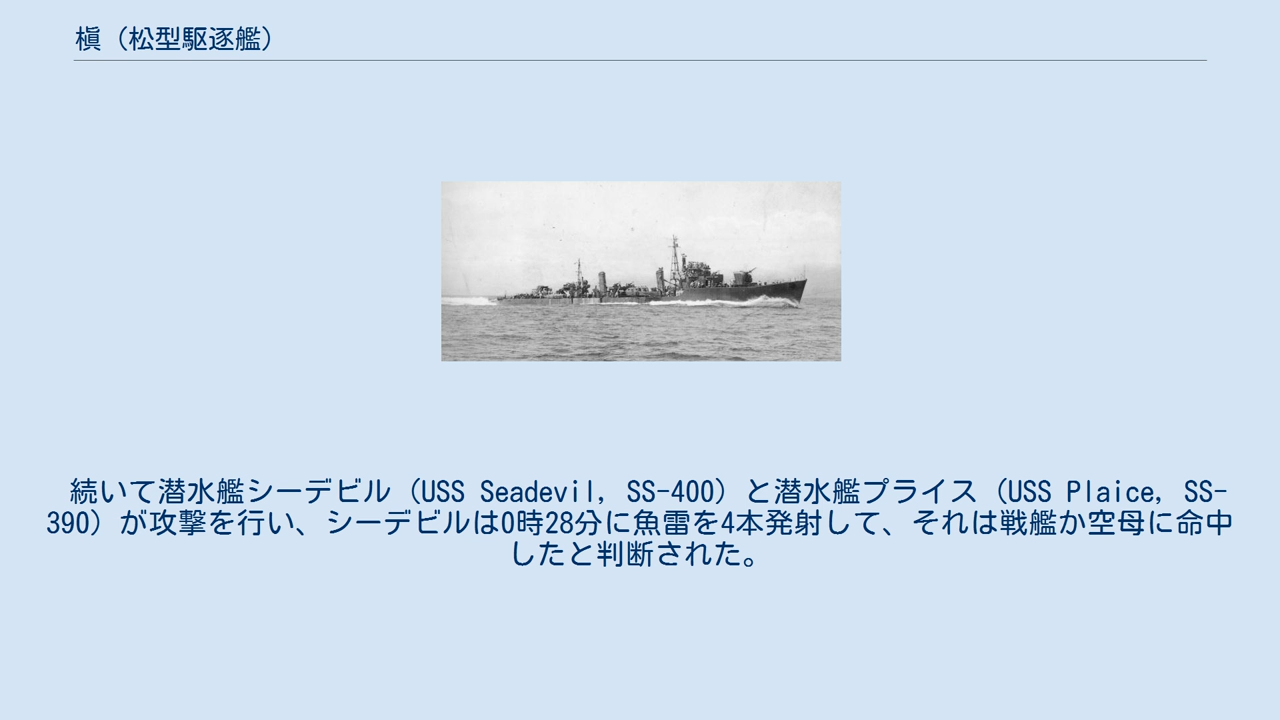 槇（松型駆逐艦）
続いて潜水艦シーデビル（USS Seadevil, SS-400）と潜水艦プライス（USS Plaice, SS-
390）が攻撃を行い、シーデビルは0時28分に魚雷を4本発射して、それは戦艦か空母に命中
したと判断された。